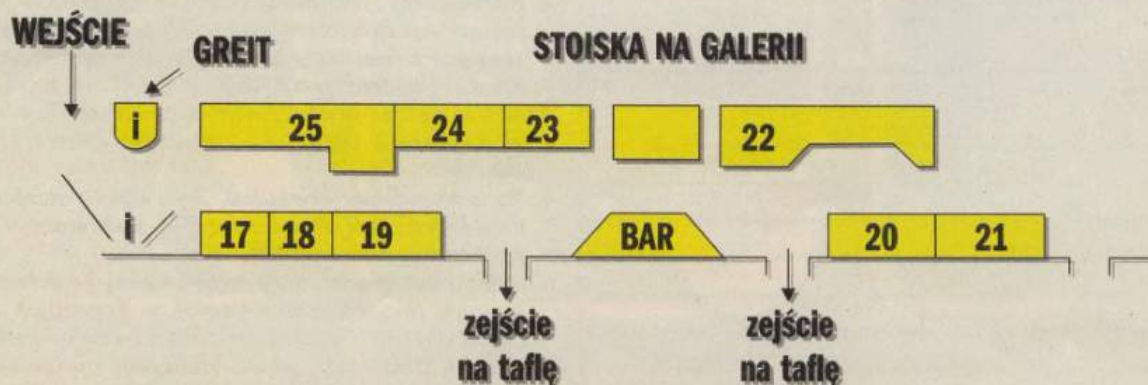 WEJŚCIE
GREIT
STOISKA NA GALERII
i
25
24
23
22
i
17
18
19
BAR
20
21
zejście
na taflę
zejście
na taflę